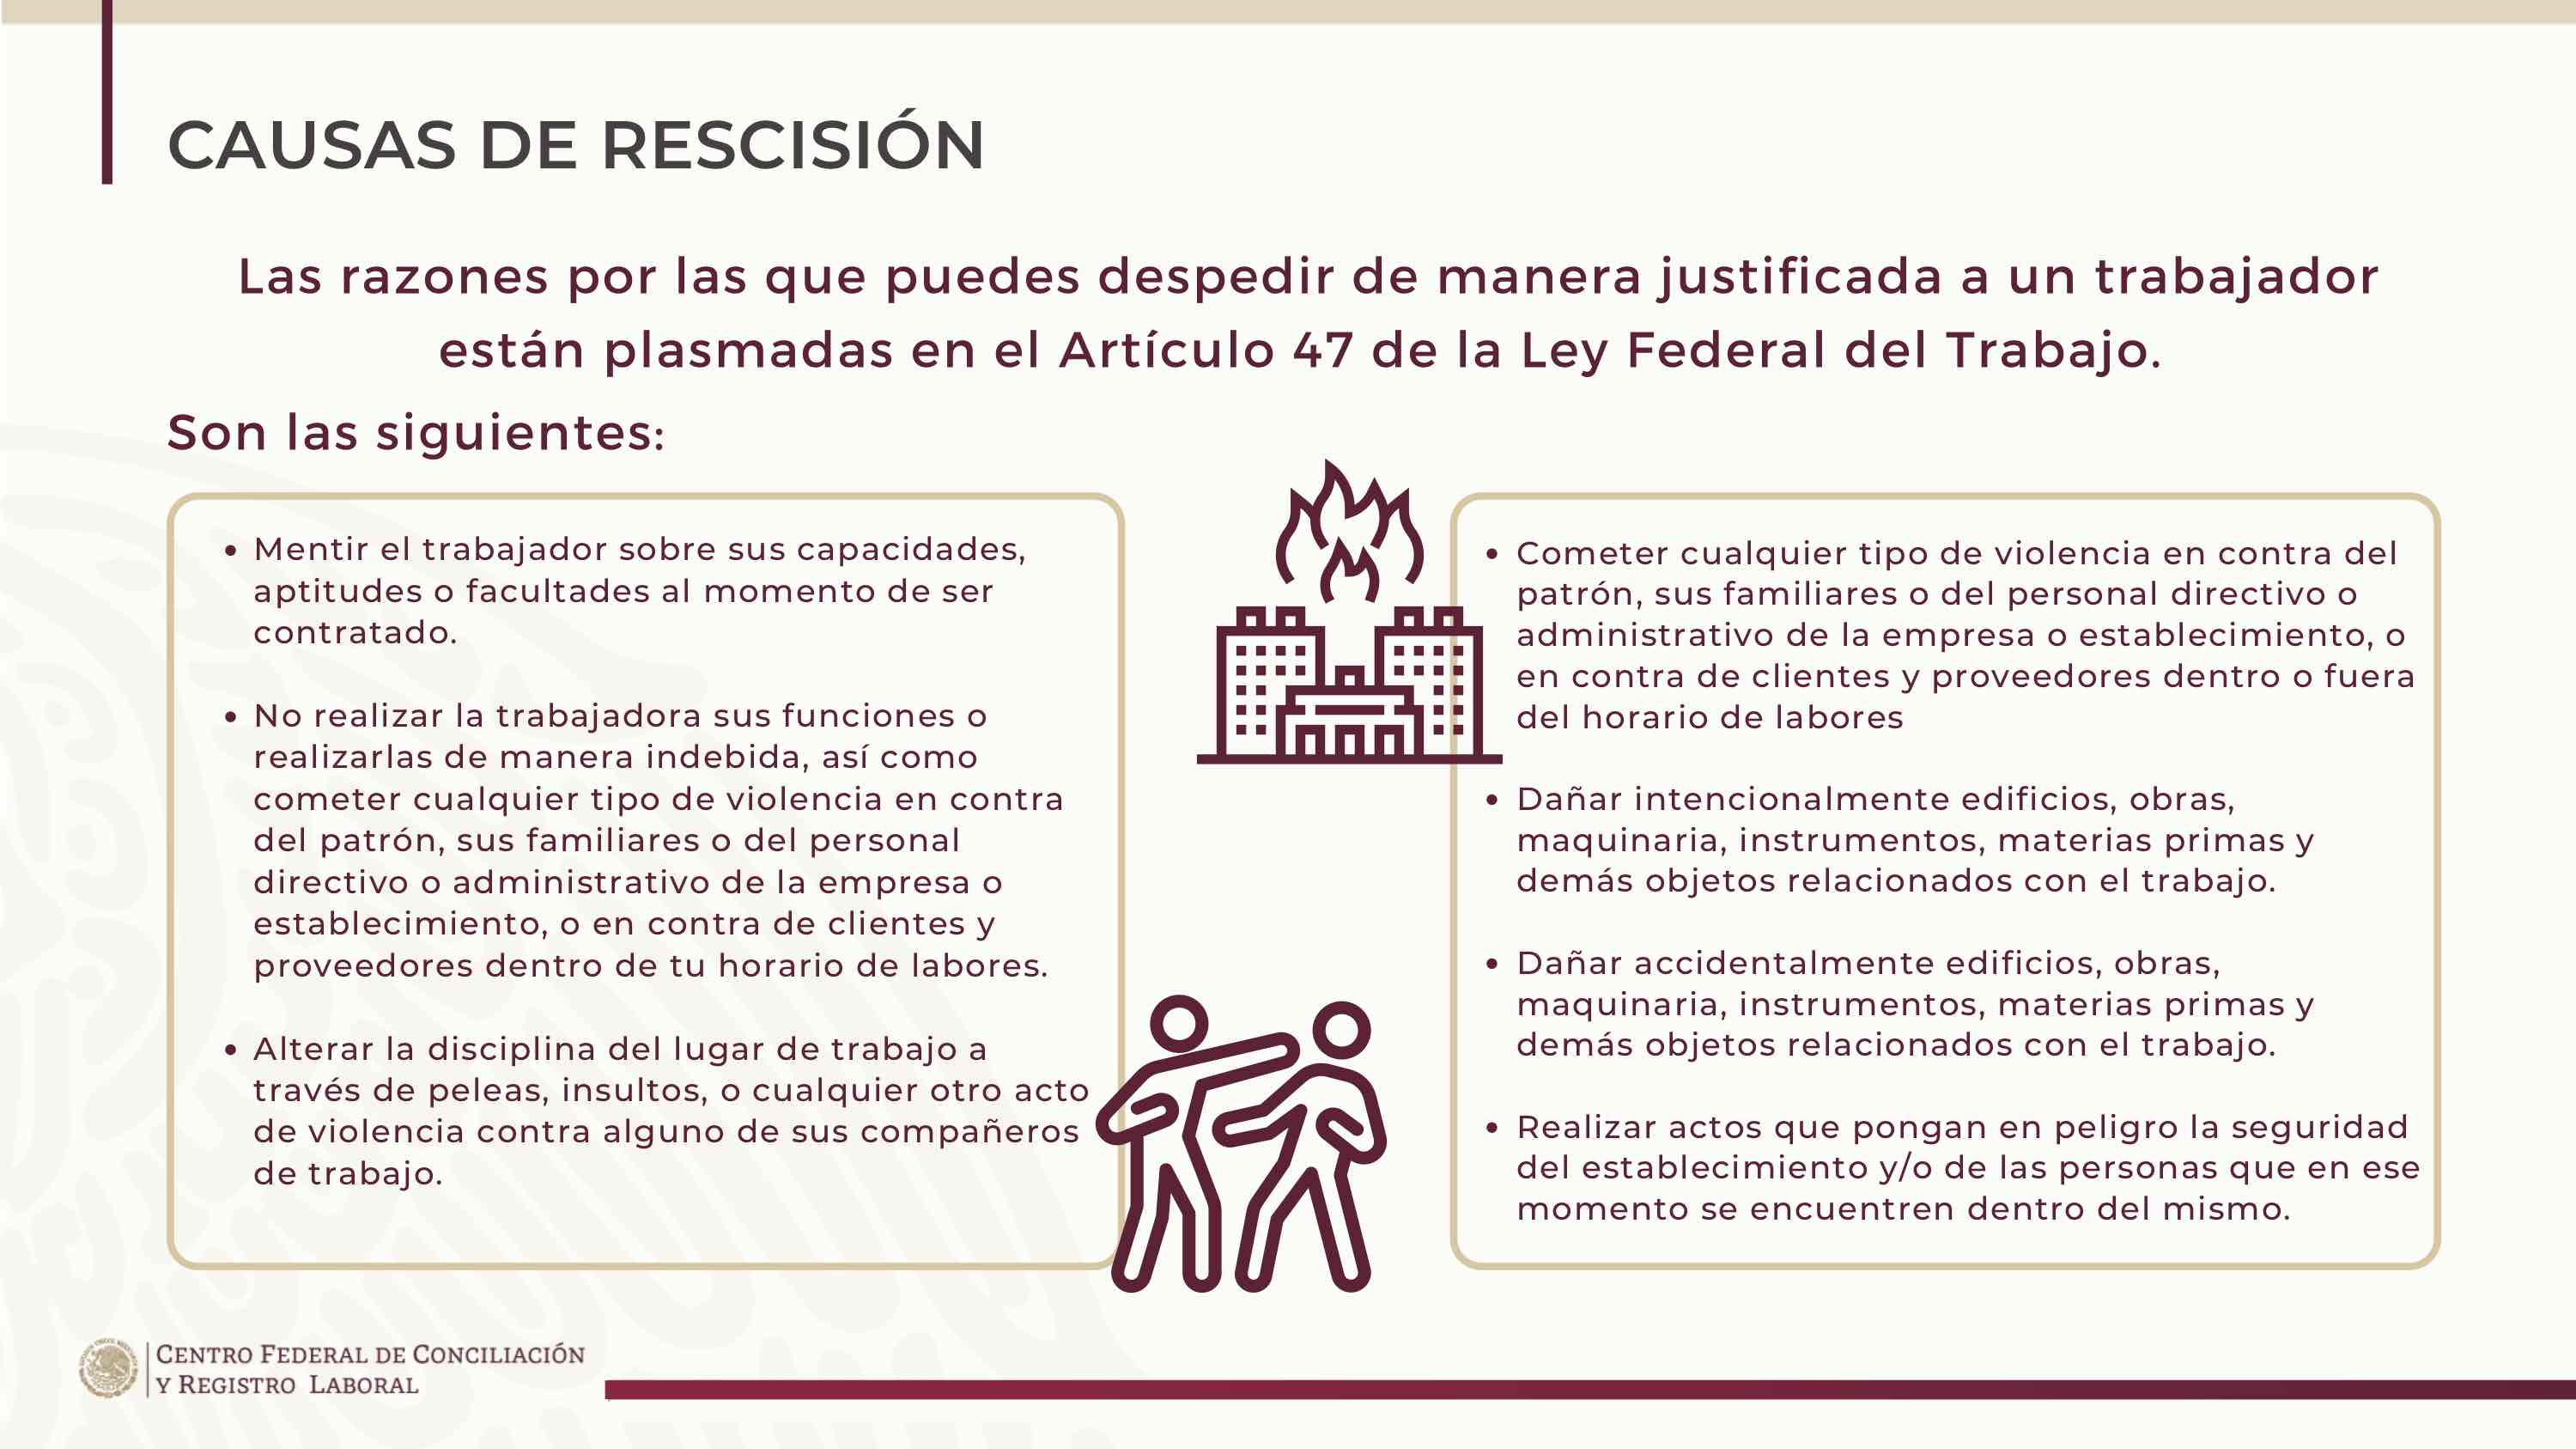 CAUSAS DE RESCISIÓN
Las razones por las que puedes despedir de manera justificada a un trabajador
están plasmadas en el Artículo 47 de la Ley Federal del Trabajo.
Son las siguientes:
• Mentir el trabajador sobre sus capacidades,
aptitudes o facultades al momento de ser
contratado.
• No realizar la trabajadora sus funciones o
realizarlas de manera indebida, así como
cometer cualquier tipo de violencia en contra
del patrón, sus familiares o del personal
directivo o administrativo de la empresa o
establecimiento, o en contra de clientes y
proveedores dentro de tu horario de labores.
• Alterar la disciplina del lugar de trabajo a
través de peleas, insultos, o cualquier otro acto
de violencia contra alguno de sus compañeros
de trabajo.
• Cometer cualquier tipo de violencia en contra del
patrón, sus familiares o del personal directivo o
administrativo de la empresa o establecimiento, o
en contra de clientes y proveedores dentro o fuera
del horario de labores
• Dañar intencionalmente edificios, obras,
maquinaria, instrumentos, materias primas y
demás objetos relacionados con el trabajo.
• Dañar accidentalmente edificios, obras,
maquinaria, instrumentos, materias primas y
demás objetos relacionados con el trabajo.
• Realizar actos que pongan en peligro la seguridad
del establecimiento y/o de las personas que en ese
momento se encuentren dentro del mismo.
CENTRO FEDERAL DE CONCILIACIÓN
Y REGISTRO LABORAL